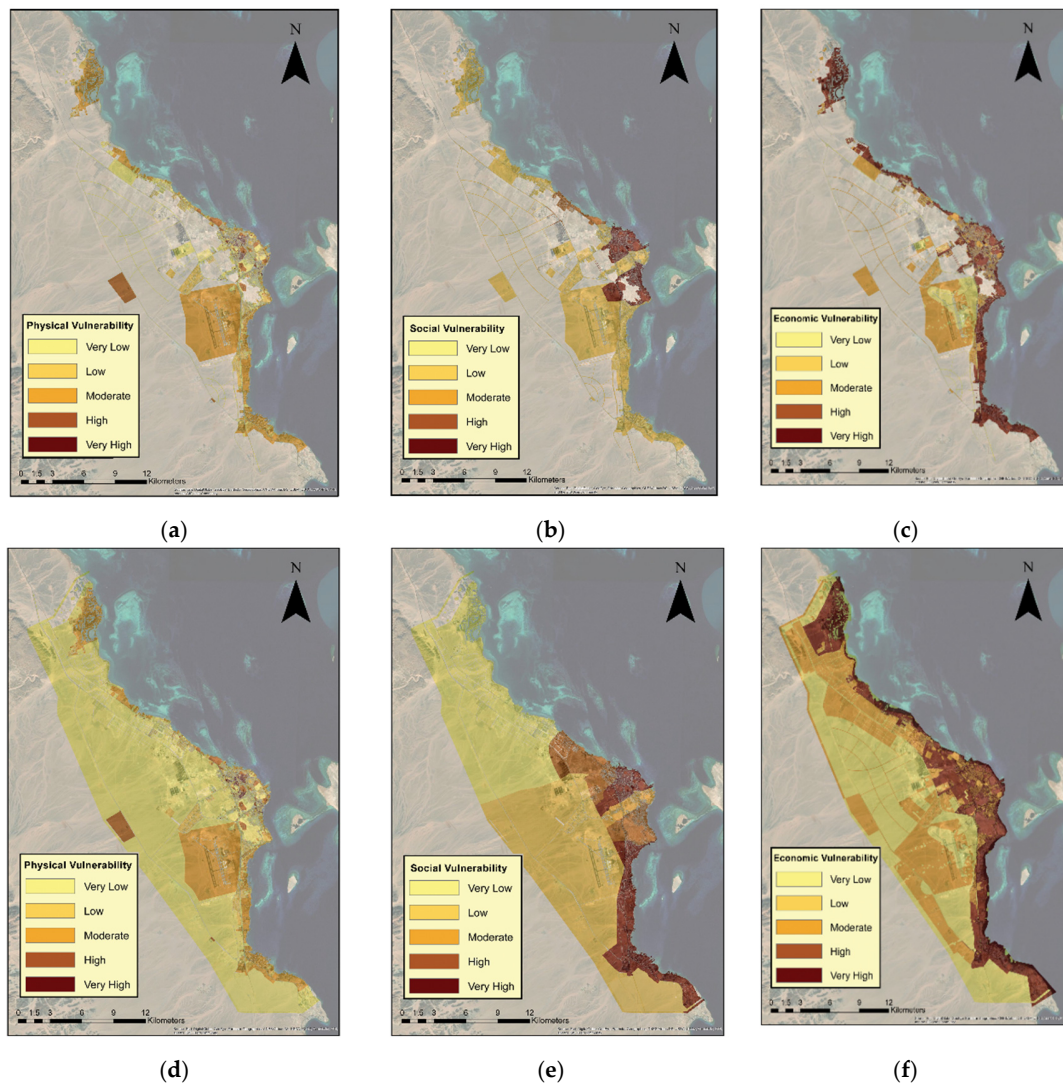 N
Physical Vulnerability
Very Low
Low
Moderate
High
Very High
0 1.5 3 6 9 12
Kilometers
(a)
N
Social Vulnerability
Very Low
Low
Moderate
High
Very High
0 1.5 3 6 9 12
Kilometers
(b)
N
Economic Vulnerability
Very Low
Low
Moderate
High
Very High
0 1.5 3 6 9 12
Kilometers
(c)
N
Physical Vulnerability
Very Low
Low
Moderate
High
Very High
0 1.5 3 6 9 12
Kilometers
(d)
N
Social Vulnerability
Very Low
Low
Moderate
High
Very High
0 1.5 3 6 9 12
Kilometers
(e)
N
Economic Vulnerability
Very Low
Low
Moderate
High
Very High
0 1.5 3 6 9 12
Kilometers
(f)